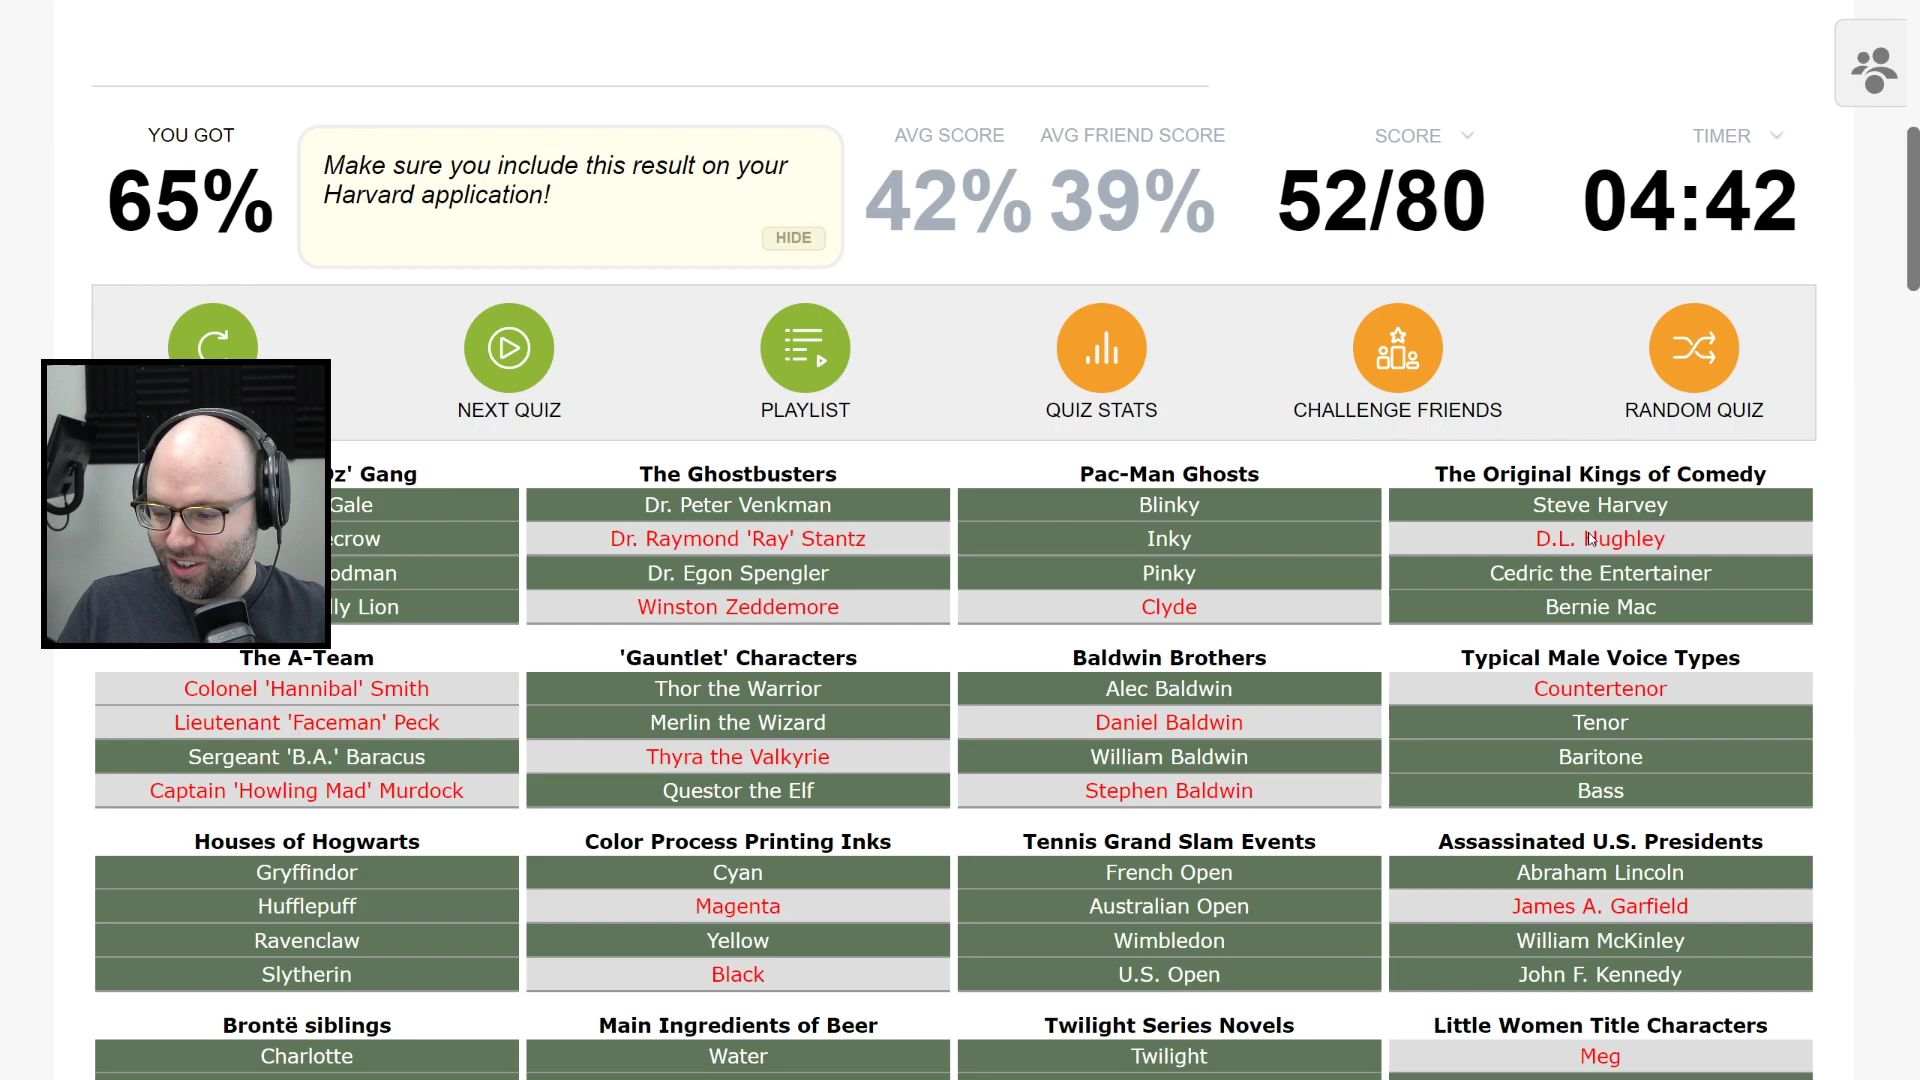 YOU GOT
65%
Make sure you include this result on your
Harvard application!
HIDE
AVG SCORE
42%
AVG FRIEND SCORE
39%
SCORE
52/80
TIMER
04:42
NEXT QUIZ
PLAYLIST
QUIZ STATS
CHALLENGE FRIENDS
RANDOM QUIZ
Oz' Gang
Gale
ecrow
odman
lly Lion
The Ghostbusters
Dr. Peter Venkman
Dr. Raymond 'Ray' Stantz
Dr. Egon Spengler
Winston Zeddemore
Pac-Man Ghosts
Blinky
Inky
Pinky
Clyde
The Original Kings of Comedy
Steve Harvey
D.L. Hughley
Cedric the Entertainer
Bernie Mac
The A-Team
Colonel 'Hannibal' Smith
Lieutenant 'Faceman' Peck
Sergeant 'B.A.' Baracus
Captain 'Howling Mad' Murdock
'Gauntlet' Characters
Thor the Warrior
Merlin the Wizard
Thyra the Valkyrie
Questor the Elf
Baldwin Brothers
Alec Baldwin
Daniel Baldwin
William Baldwin
Stephen Baldwin
Typical Male Voice Types
Countertenor
Tenor
Baritone
Bass
Houses of Hogwarts
Gryffindor
Hufflepuff
Ravenclaw
Slytherin
Color Process Printing Inks
Cyan
Magenta
Yellow
Black
Tennis Grand Slam Events
French Open
Australian Open
Wimbledon
U.S. Open
Assassinated U.S. Presidents
Abraham Lincoln
James A. Garfield
William McKinley
John F. Kennedy
Brontë siblings
Charlotte
Main Ingredients of Beer
Water
Twilight Series Novels
Twilight
Little Women Title Characters
Meg